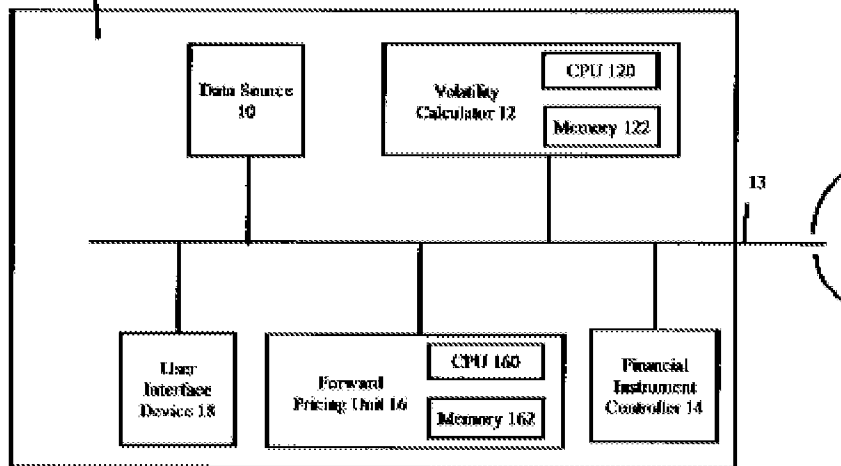 Data Source
10
Volatility
Calculator 12
CPU 120
Memory 122
13
User
Interface
Device 18
Forward
Pricing Unit 16
CPU 160
Memory 162
Financial
Instrument
Controller 14